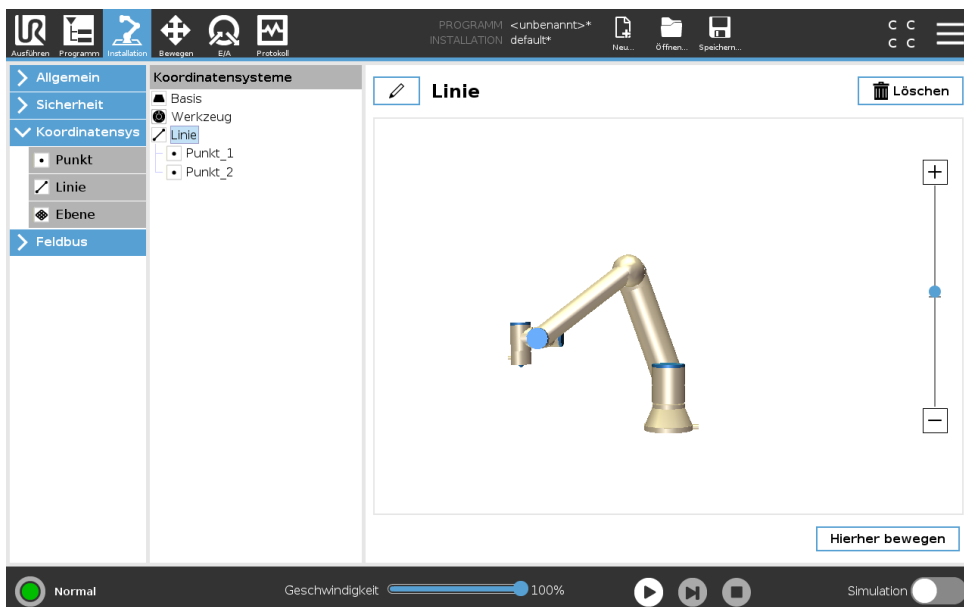 UR
PROGRAMM <unbenannt>*
INSTALLATION default*
Ausführen Programm Installation Bewegen E/A Protokoll
Neu... Öffnen... Speichern...
C C
C C
Allgemein
Sicherheit
Koordinatensys
Punkt
Linie
Ebene
Feldbus
Koordinatensysteme
Basis
Werkzeug
Linie
Punkt_1
Punkt_2
Linie
Löschen
Hierher bewegen
Normal
Geschwindigkeit 100%
Simulation